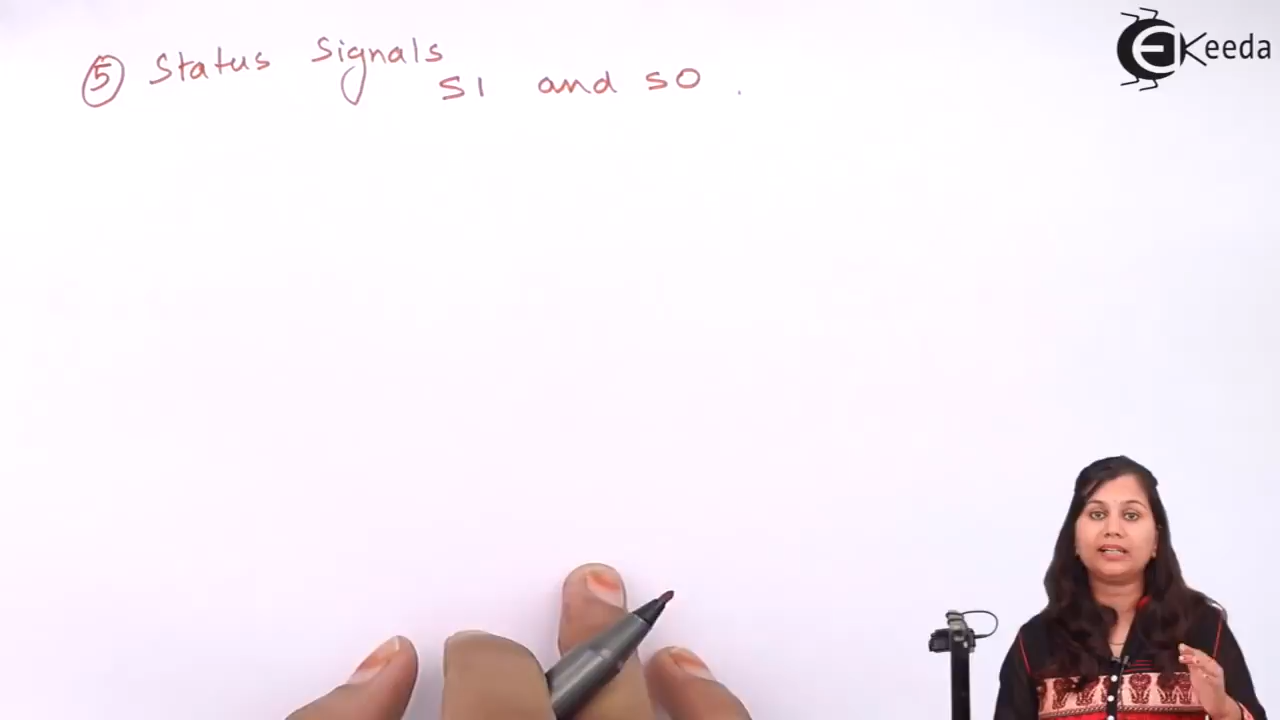 ⑤ Status Signals
S1 and S0.
EKeeda